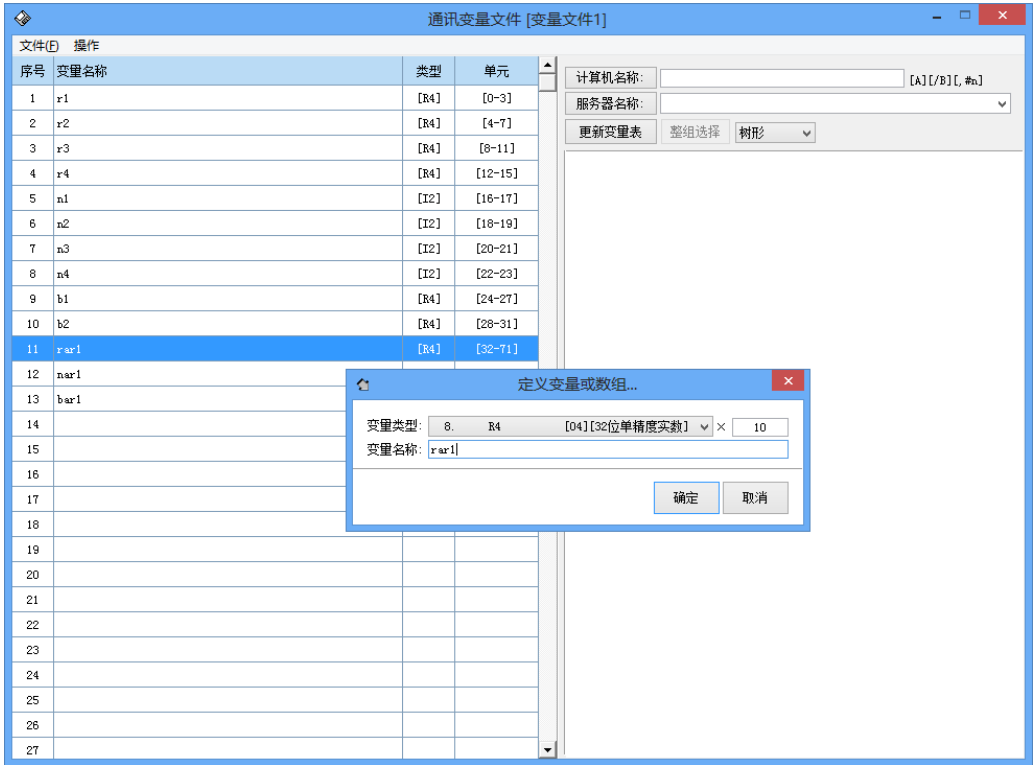 通讯变量文件 [变量文件1]
文件(F) 操作
序号 变量名称 类型 单元
1 r1 [R4] [0-3]
2 r2 [R4] [4-7]
3 r3 [R4] [8-11]
4 r4 [R4] [12-15]
5 n1 [I2] [16-17]
6 n2 [I2] [18-19]
7 n3 [I2] [20-21]
8 n4 [I2] [22-23]
9 b1 [R4] [24-27]
10 b2 [R4] [28-31]
11 rar1 [R4] [32-71]
12 nar1
13 bar1
14
15
16
17
18
19
20
21
22
23
24
25
26
27
计算机名称: [A][/B][,#n]
服务器名称:
更新变量表 整组选择 树形
定义变量或数组...
变量类型: 8. R4 [04][32位单精度实数] × 10
变量名称: rar1
确定 取消